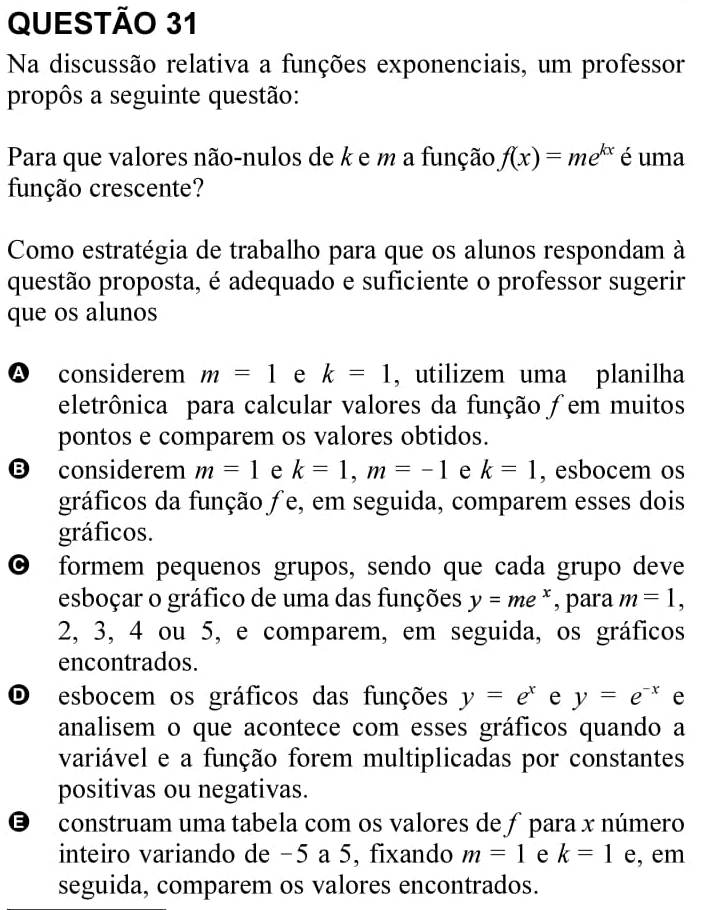 QUESTÃO 31
Na discussão relativa a funções exponenciais, um professor
propôs a seguinte questão:
Para que valores não-nulos de k e m a função f(x) = me^{kx} é uma
função crescente?
Como estratégia de trabalho para que os alunos respondam à
questão proposta, é adequado e suficiente o professor sugerir
que os alunos
A considerem m = 1 e k = 1, utilizem uma planilha
eletrônica para calcular valores da função f em muitos
pontos e comparem os valores obtidos.
B considerem m = 1 e k = 1, m = −1 e k = 1, esbocem os
gráficos da função f e, em seguida, comparem esses dois
gráficos.
C formem pequenos grupos, sendo que cada grupo deve
esboçar o gráfico de uma das funções y = me^x, para m = 1,
2, 3, 4 ou 5, e comparem, em seguida, os gráficos
encontrados.
D esbocem os gráficos das funções y = e^x e y = e^{−x} e
analisem o que acontece com esses gráficos quando a
variável e a função forem multiplicadas por constantes
positivas ou negativas.
E construam uma tabela com os valores de f para x número
inteiro variando de −5 a 5, fixando m = 1 e k = 1 e, em
seguida, comparem os valores encontrados.